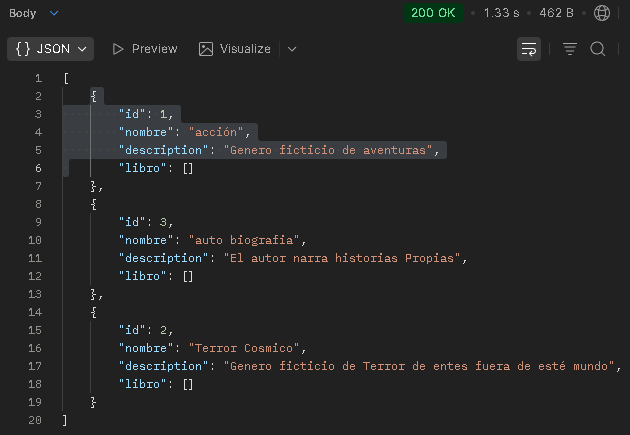 Body 200 OK • 1.33 s • 462 B
{} JSON Preview Visualize
1 [
2 {
3 "id": 1,
4 "nombre": "acción",
5 "description": "Genero ficticio de aventuras",
6 "libro": []
7 },
8 {
9 "id": 3,
10 "nombre": "auto biografia",
11 "description": "El autor narra historias Propias",
12 "libro": []
13 },
14 {
15 "id": 2,
16 "nombre": "Terror Cosmico",
17 "description": "Genero ficticio de Terror de entes fuera de esté mundo",
18 "libro": []
19 }
20 ]